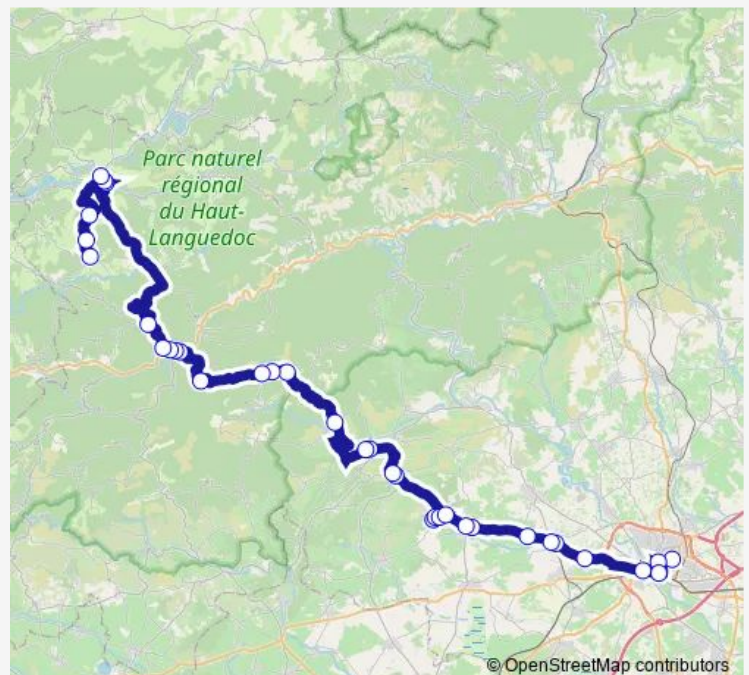 Parc naturel
régional
du Haut-
Languedoc
© OpenStreetMap contributors